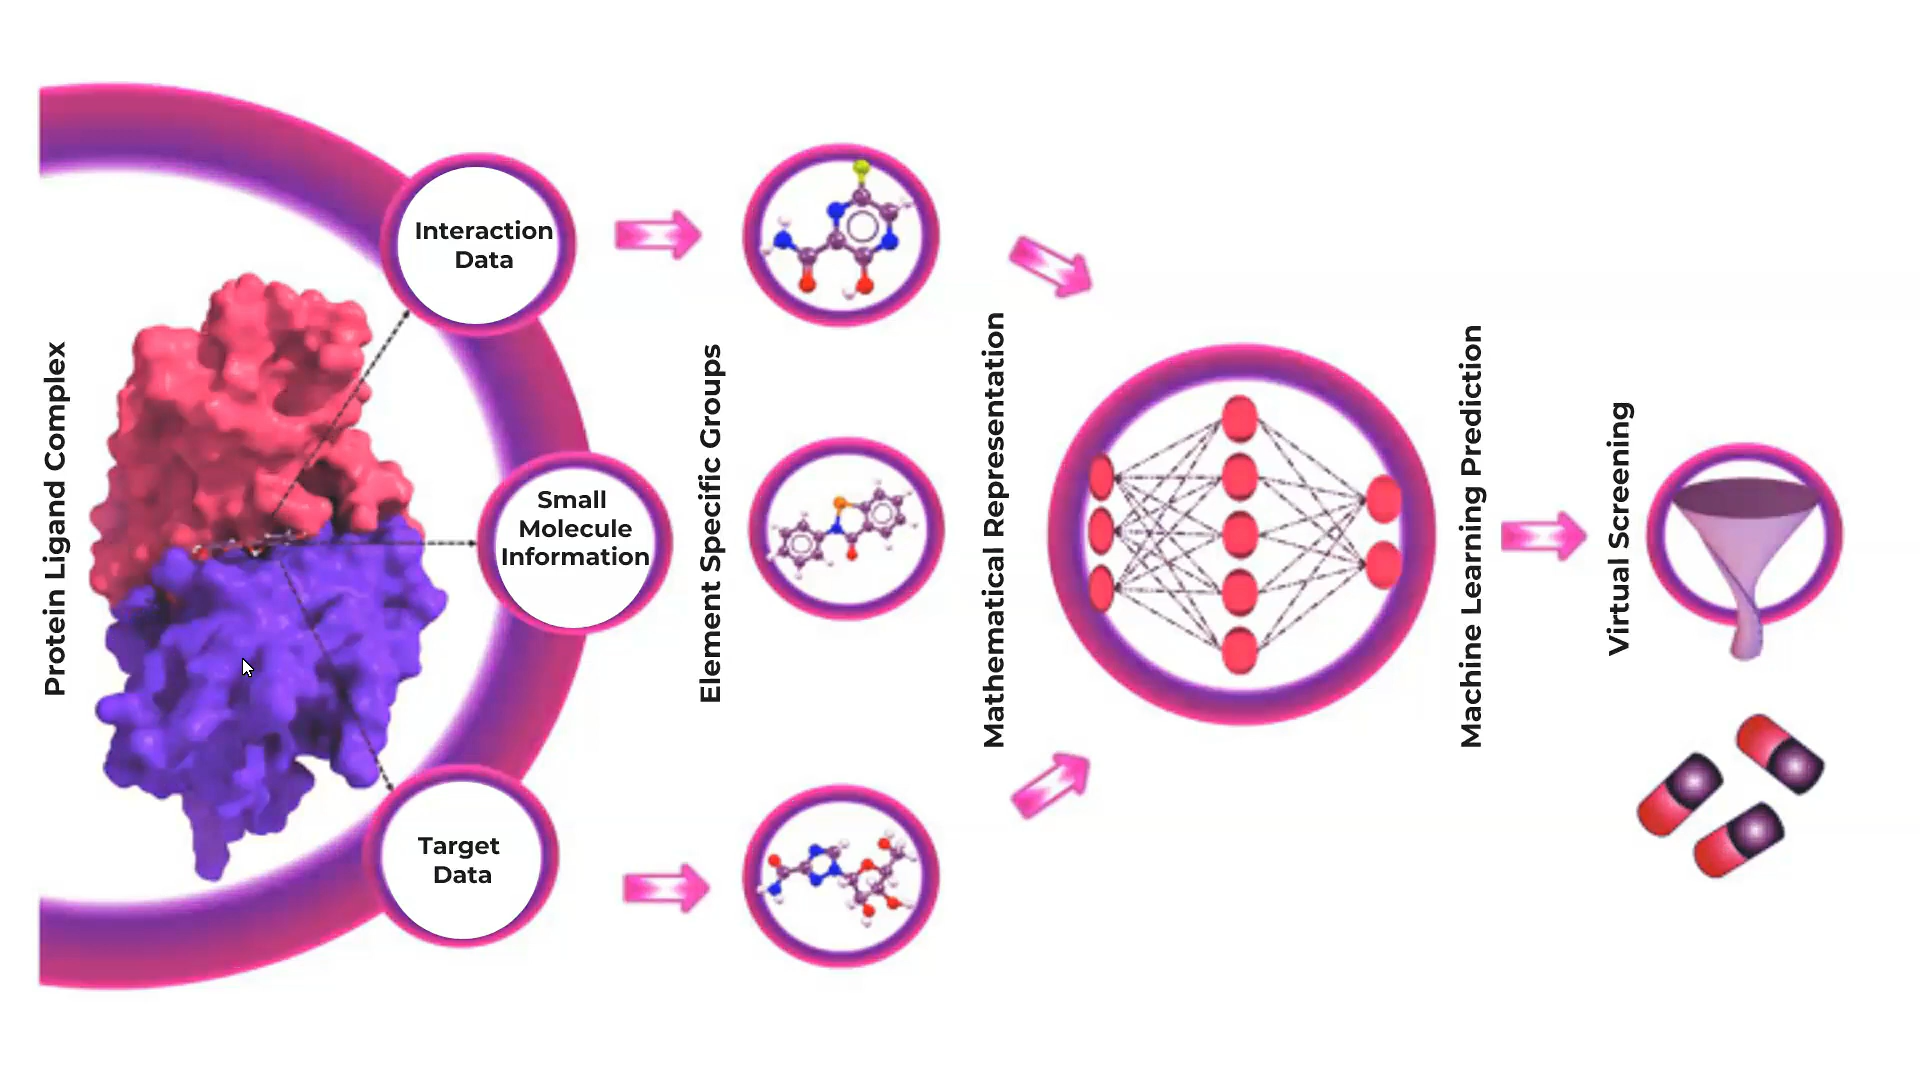 Protein Ligand Complex
Interaction
Data
Small
Molecule
Information
Target
Data
Element Specific Groups
Mathematical Representation
Machine Learning Prediction
Virtual Screening